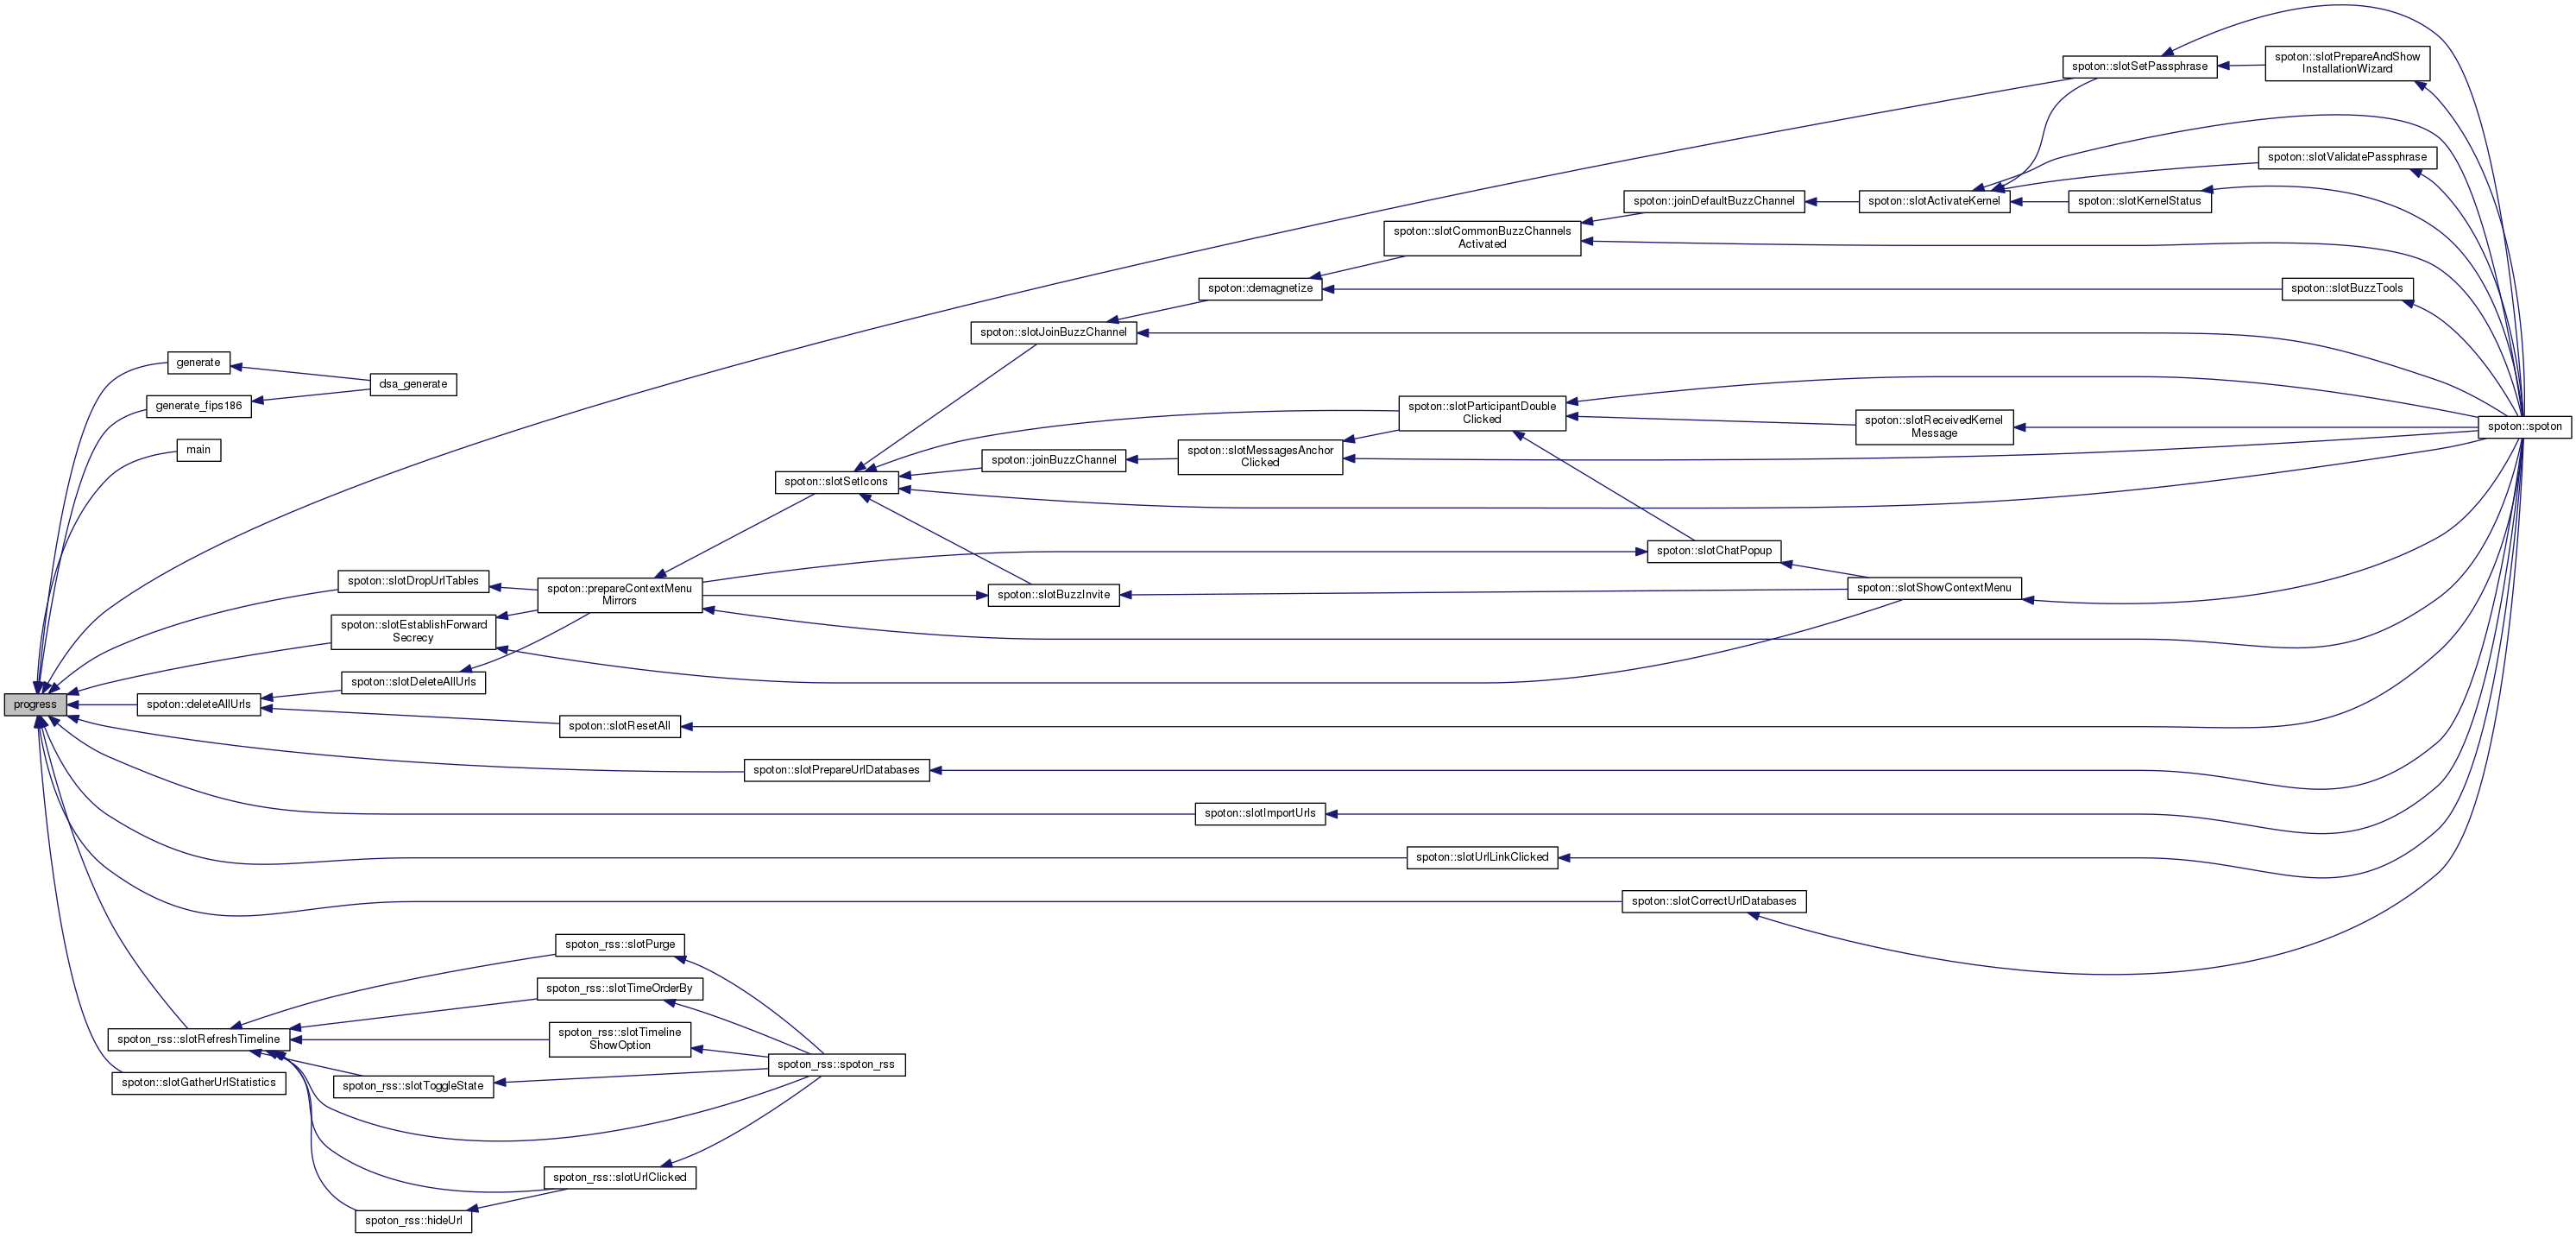 spoton::slotSetPassphrase
spoton::slotPrepareAndShow
InstallationWizard
spoton::slotValidatePassphrase
spoton::joinDefaultBuzzChannel
spoton::slotActivateKernel
spoton::slotKernelStatus
spoton::slotCommonBuzzChannels
Activated
spoton::demagnetize
spoton::slotBuzzTools
spoton::slotJoinBuzzChannel
generate
dsa_generate
generate_fips186
main
spoton::slotParticipantDouble
Clicked
spoton::slotReceivedKernel
Message
spoton::spoton
spoton::joinBuzzChannel
spoton::slotMessagesAnchor
Clicked
spoton::slotSetIcons
spoton::slotChatPopup
spoton::slotDropUrlTables
spoton::prepareContextMenu
Mirrors
spoton::slotBuzzInvite
spoton::slotShowContextMenu
spoton::slotEstablishForward
Secrecy
spoton::slotDeleteAllUrls
progress
spoton::deleteAllUrls
spoton::slotResetAll
spoton::slotPrepareUrlDatabases
spoton::slotImportUrls
spoton::slotUrlLinkClicked
spoton::slotCorrectUrlDatabases
spoton_rss::slotPurge
spoton_rss::slotTimeOrderBy
spoton_rss::slotRefreshTimeline
spoton_rss::slotTimeline
ShowOption
spoton_rss::spoton_rss
spoton::slotGatherUrlStatistics
spoton_rss::slotToggleState
spoton_rss::slotUrlClicked
spoton_rss::hideUrl